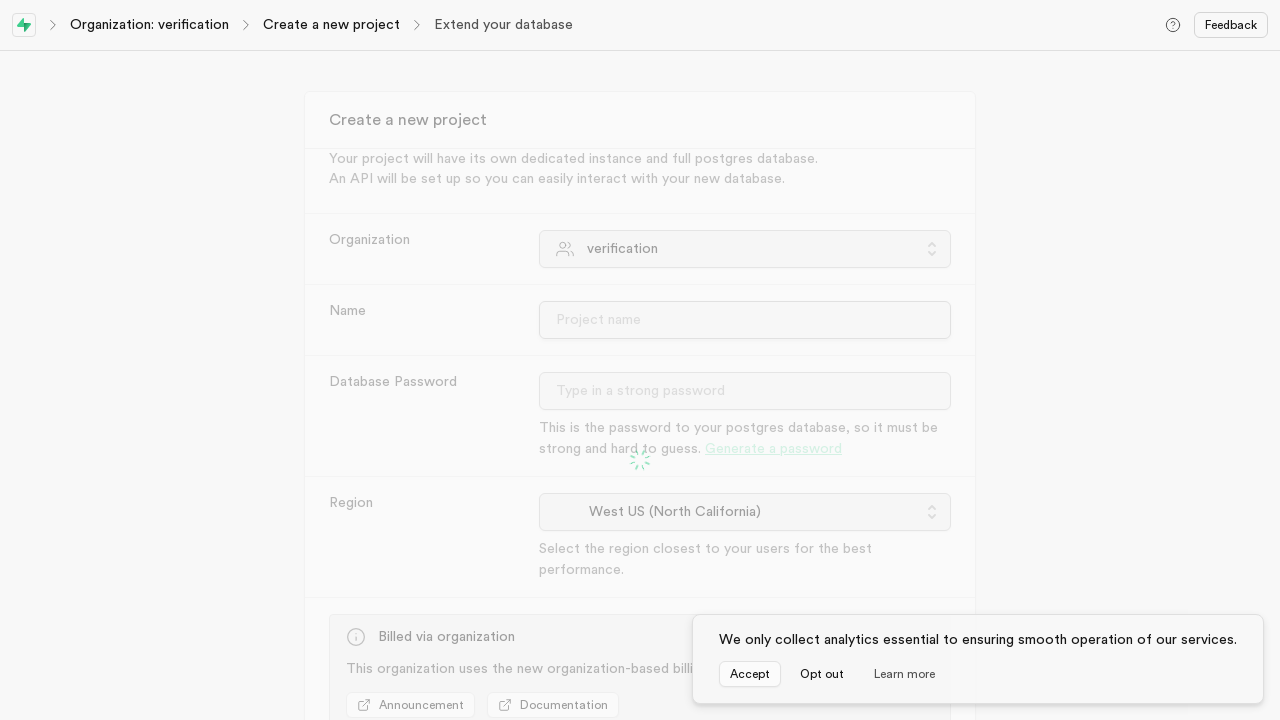 Organization: verification
Create a new project
Extend your database
Feedback
Create a new project
Your project will have its own dedicated instance and full postgres database.
An API will be set up so you can easily interact with your new database.
Organization
verification
Name
Project name
Database Password
Type in a strong password
This is the password to your postgres database, so it must be
strong and hard to guess. Generate a password
Region
West US (North California)
Select the region closest to your users for the best
performance.
Billed via organization
This organization uses the new organization-based billi
Announcement
Documentation
We only collect analytics essential to ensuring smooth operation of our services.
Accept
Opt out
Learn more